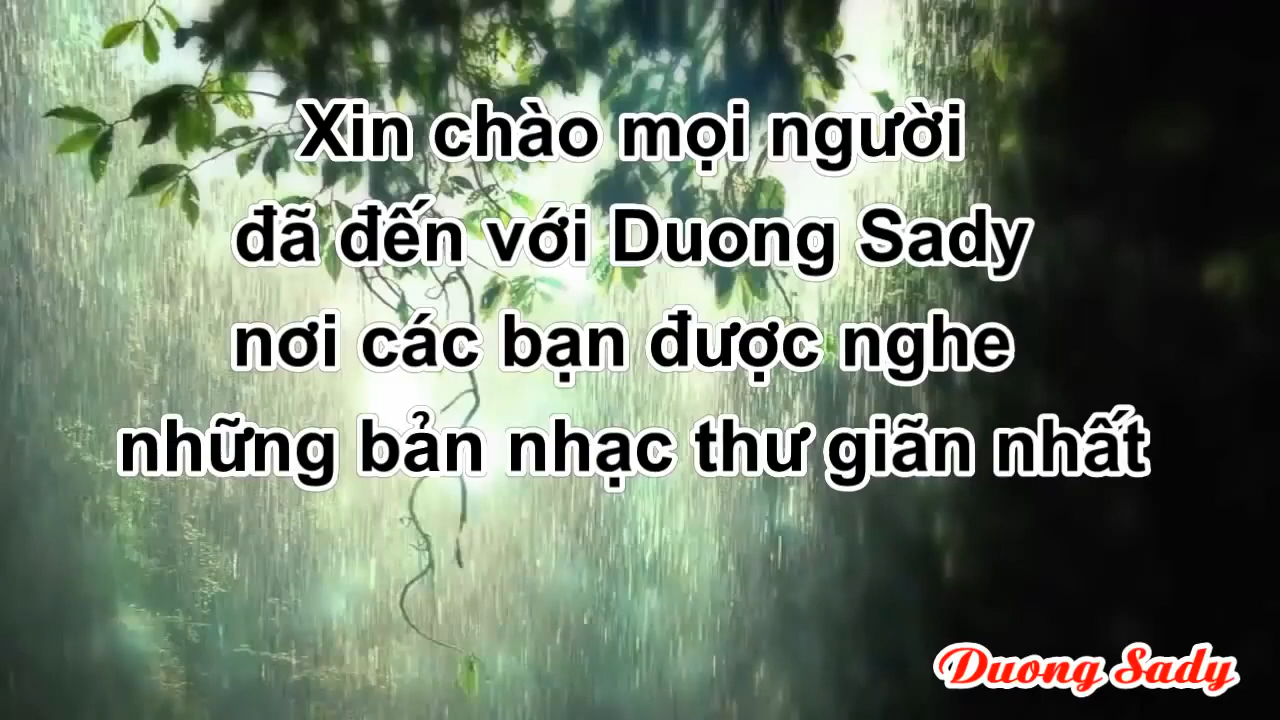 Xin chào mọi người
đã đến với Duong Sady
nơi các bạn được nghe
những bản nhạc thư giãn nhất
Duong Sady